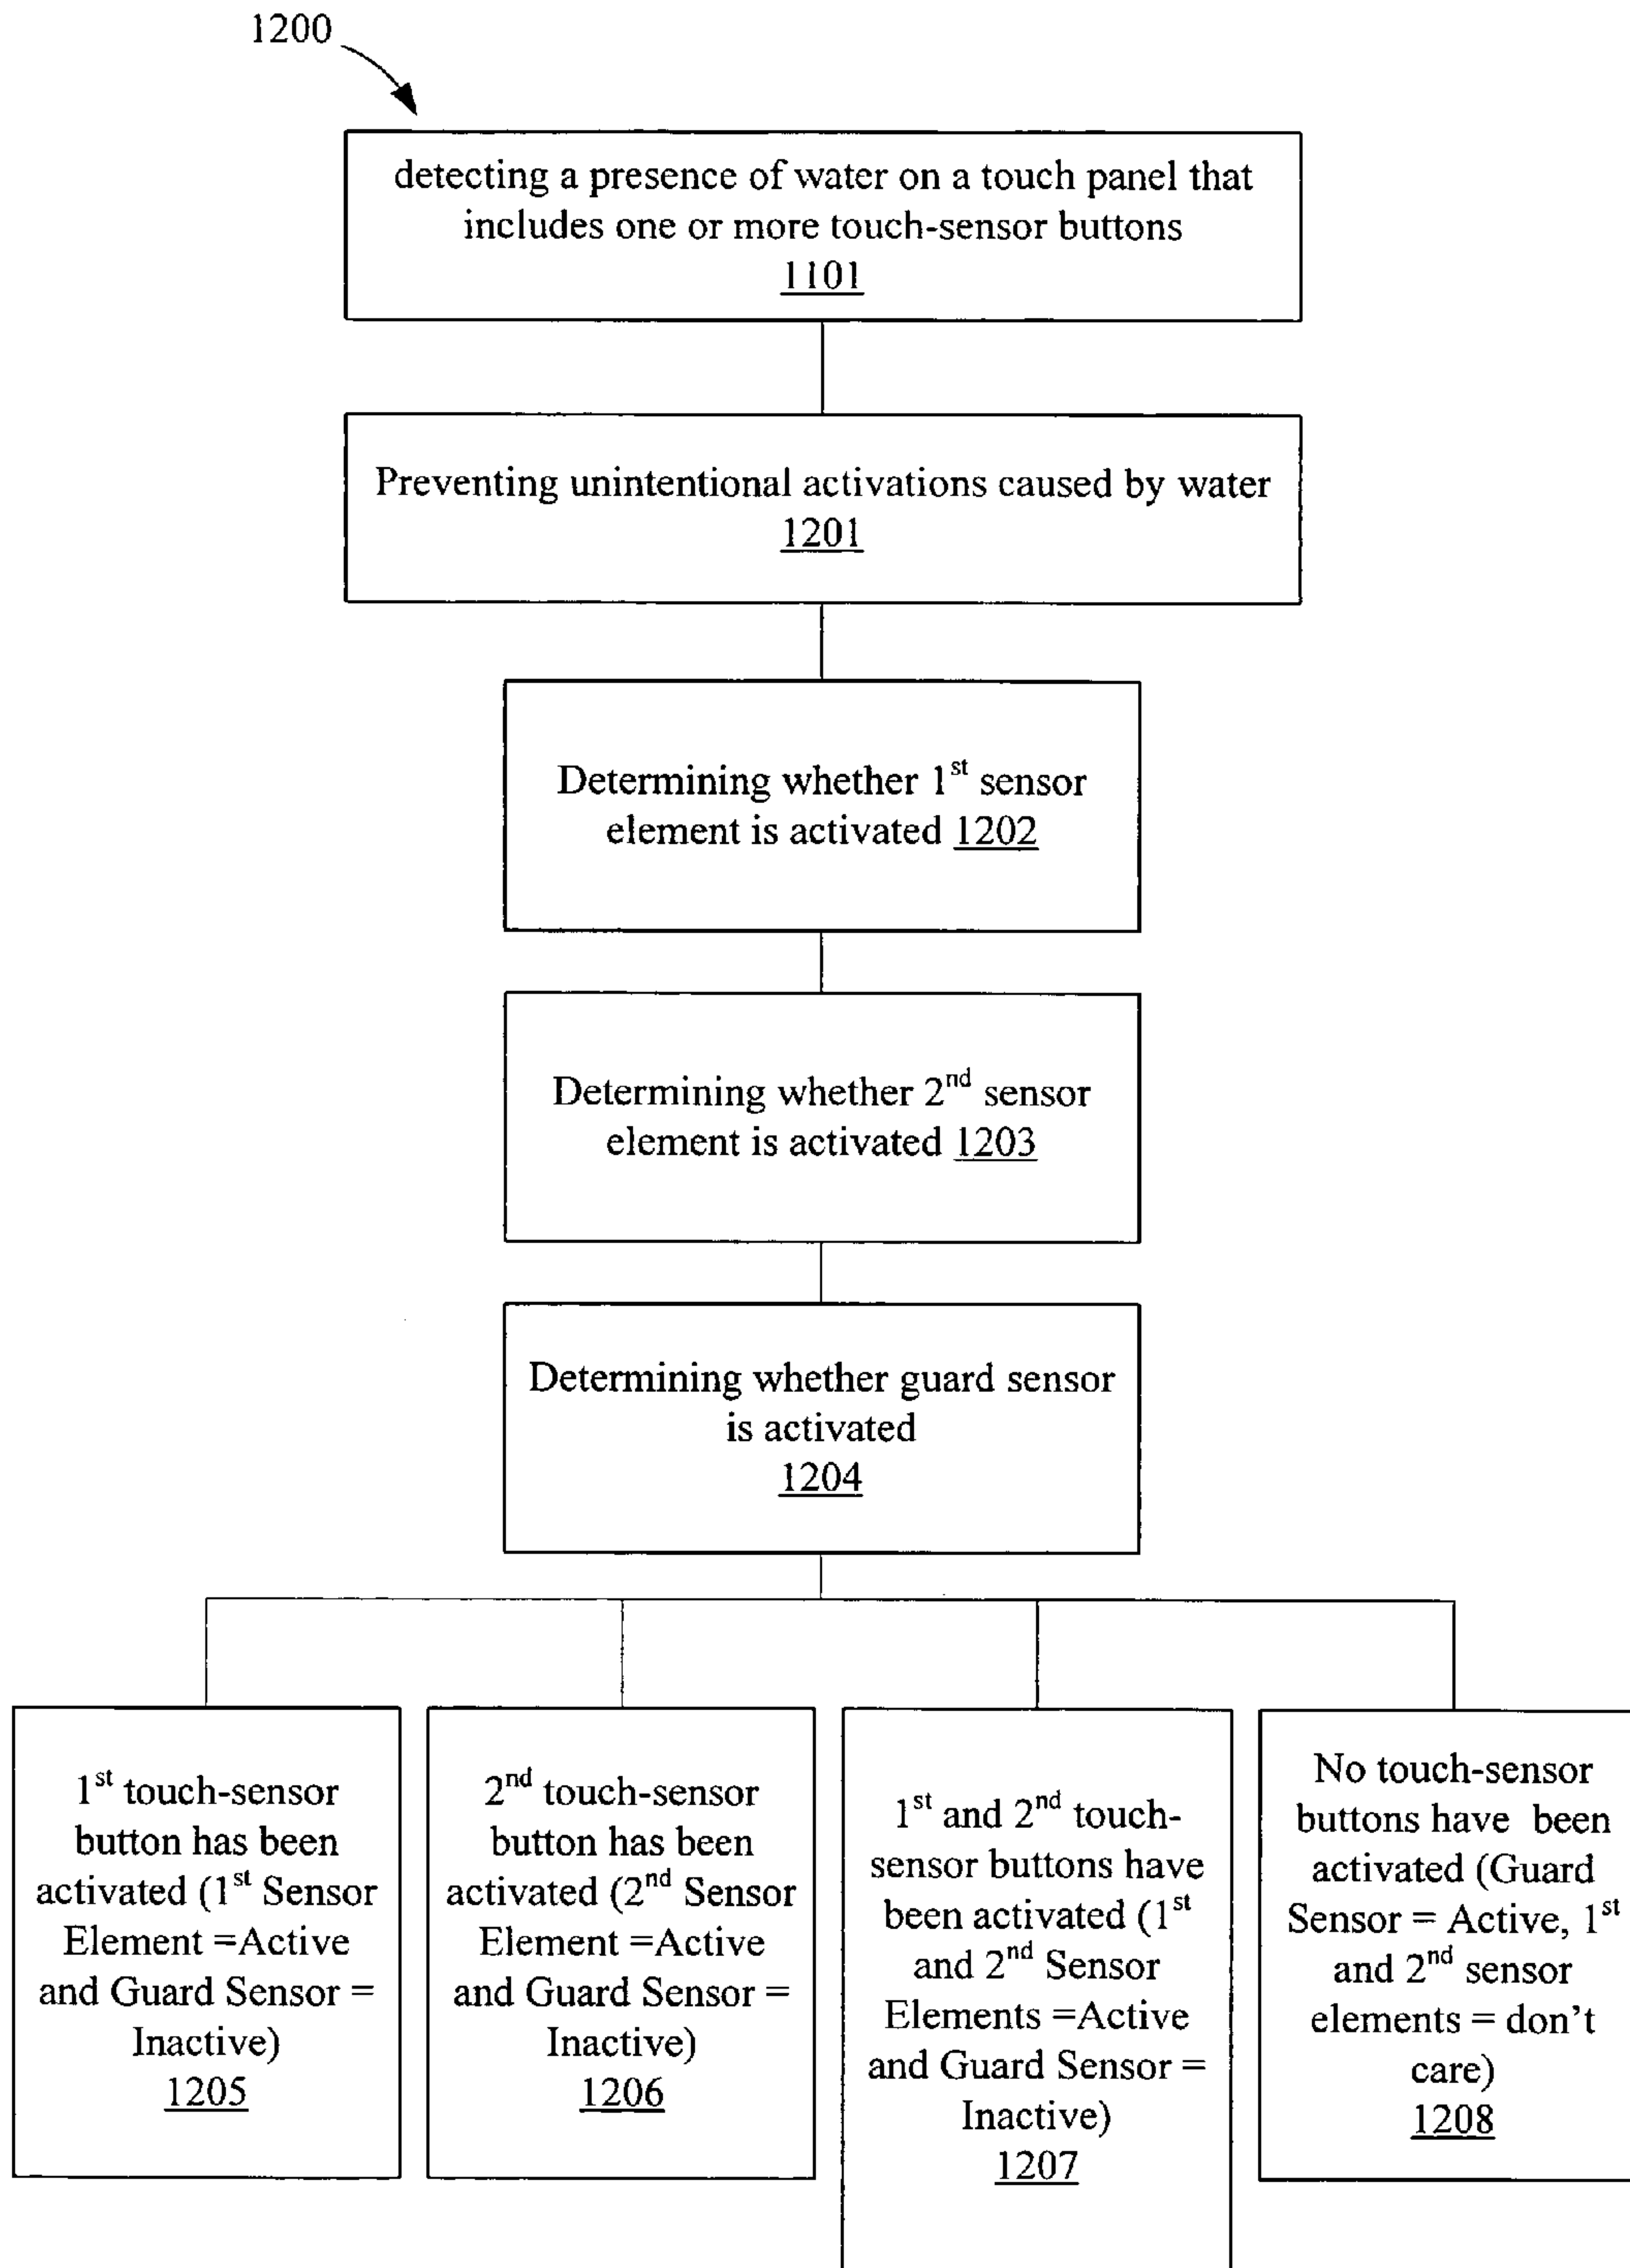 1200
detecting a presence of water on a touch panel that
includes one or more touch-sensor buttons
1101
Preventing unintentional activations caused by water
1201
Determining whether 1st sensor
element is activated 1202
Determining whether 2nd sensor
element is activated 1203
Determining whether guard sensor
is activated
1204
1st touch-sensor
button has been
activated (1st Sensor
Element =Active
and Guard Sensor =
Inactive)
1205
2nd touch-sensor
button has been
activated (2nd Sensor
Element =Active
and Guard Sensor =
Inactive)
1206
1st and 2nd touch-
sensor buttons have
been activated (1st
and 2nd Sensor
Elements =Active
and Guard Sensor =
Inactive)
1207
No touch-sensor
buttons have been
activated (Guard
Sensor = Active, 1st
and 2nd sensor
elements = don't
care)
1208